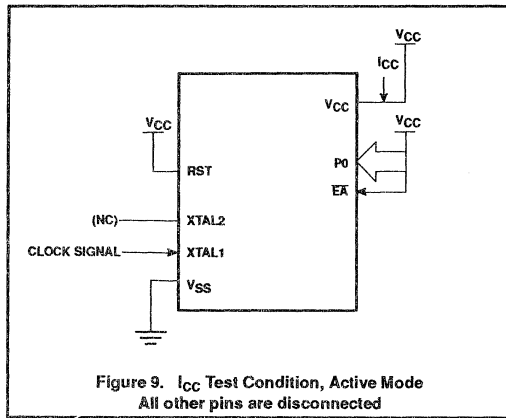 VCC
ICC
VCC
VCC
VCC
RST
P0
EA
(NC)
XTAL2
CLOCK SIGNAL
XTAL1
VSS
Figure 9. ICC Test Condition, Active Mode
All other pins are disconnected